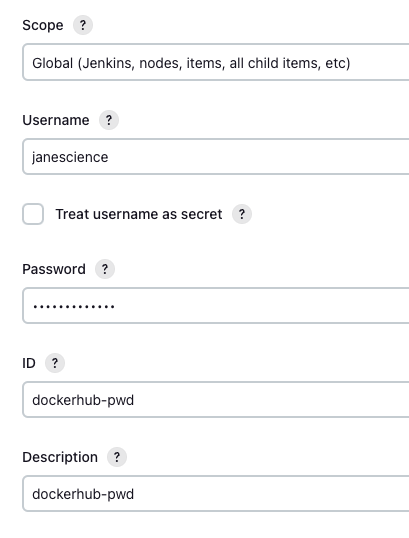 Scope ?
Global (Jenkins, nodes, items, all child items, etc)
Username ?
janescience
Treat username as secret ?
Password ?
•••••••••••••
ID ?
dockerhub-pwd
Description ?
dockerhub-pwd